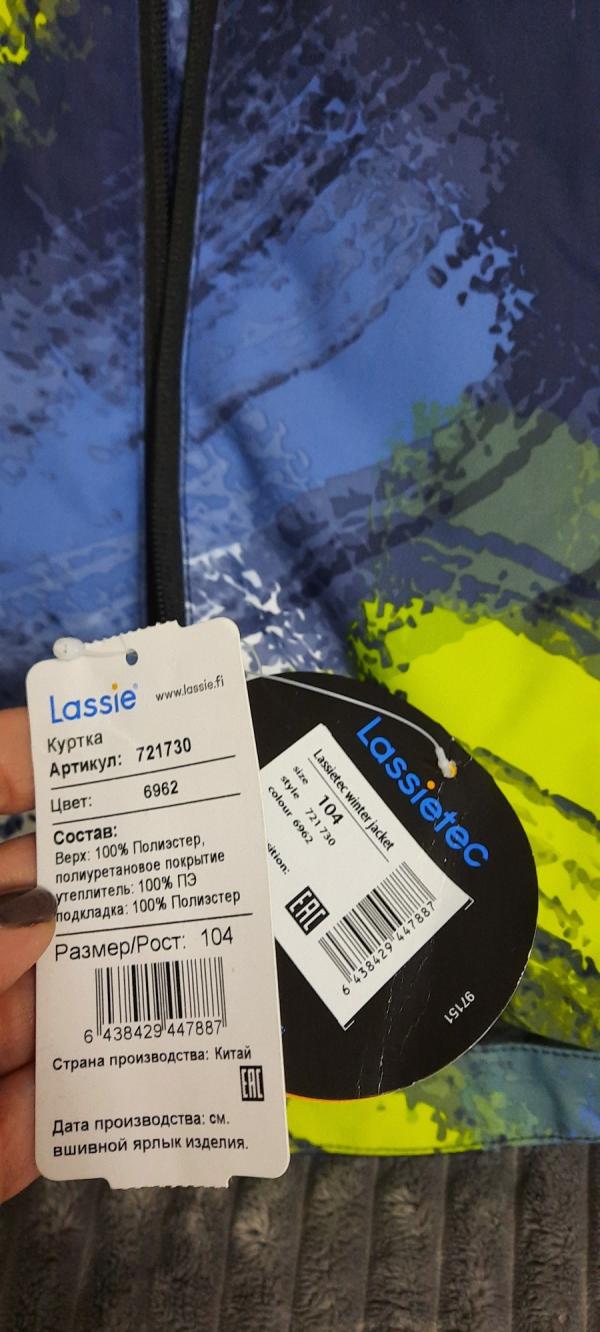 Lassie® www.lassie.fi
Куртка
Артикул: 721730
Цвет: 6962
Состав:
Верх: 100% Полиэстер,
полиуретановое покрытие
утеплитель: 100% ПЭ
подкладка: 100% Полиэстер
Размер/Рост: 104
6 438429 447887
Страна производства: Китай
EAC
Дата производства: см.
вшивной ярлык изделия.
Lassietec
Lassietec winter jacket
size 104
style 721730
colour 6962
sition:
EAC
6 438429 447887
97151